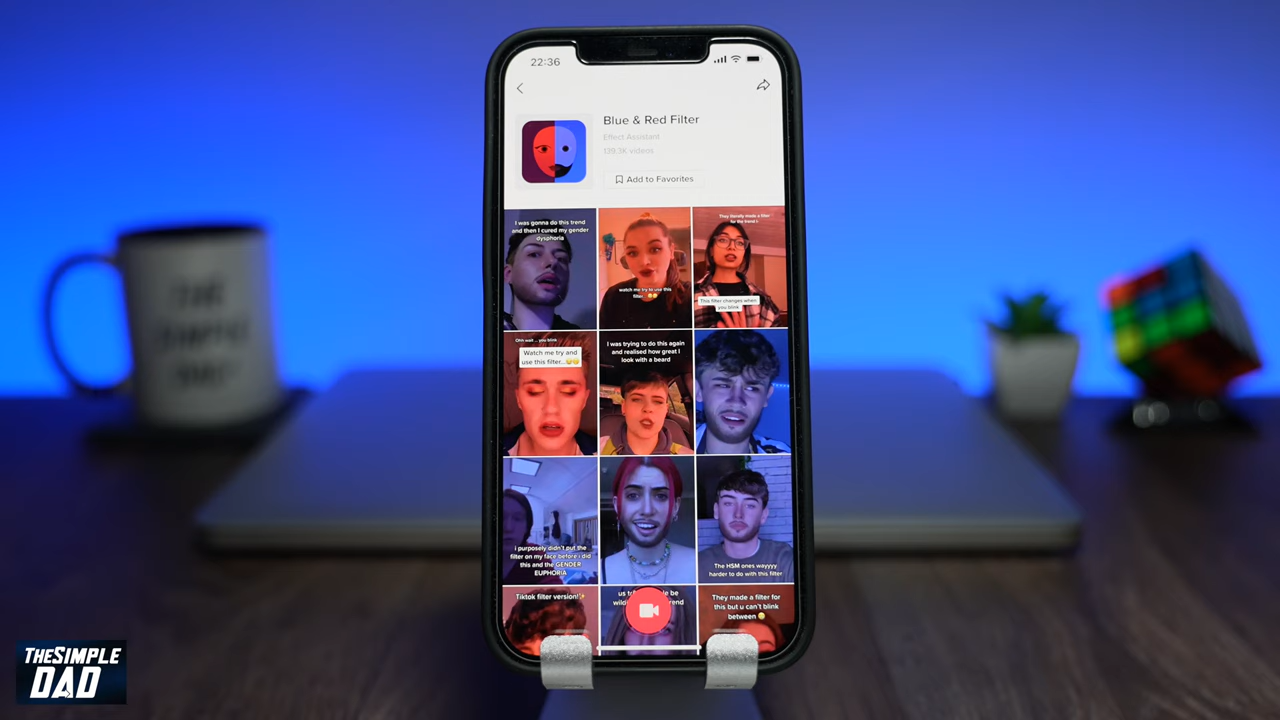 22:36
Blue & Red Filter
Effect Assistant
139.3K videos
Add to Favorites
I was gonna do this trend
and then I cured my gender
dysphoria
watch me try to use this
filter..
They literally made a filter
for the trend
This filter changes when
you blink
Ohh wait ... you blink
Watch me try and
use this filter...
I was trying to do this again
and realised how great I
look with a beard
i purposely didn't put the
filter on my face before i did
this and the GENDER
EUPHORIA
The HSM ones wayyyy
harder to do with this filter
Tiktok filter version!
They made a filter for
this but u can't blink
between
THE
SIMPLE
DAD
THESIMPLE
DAD